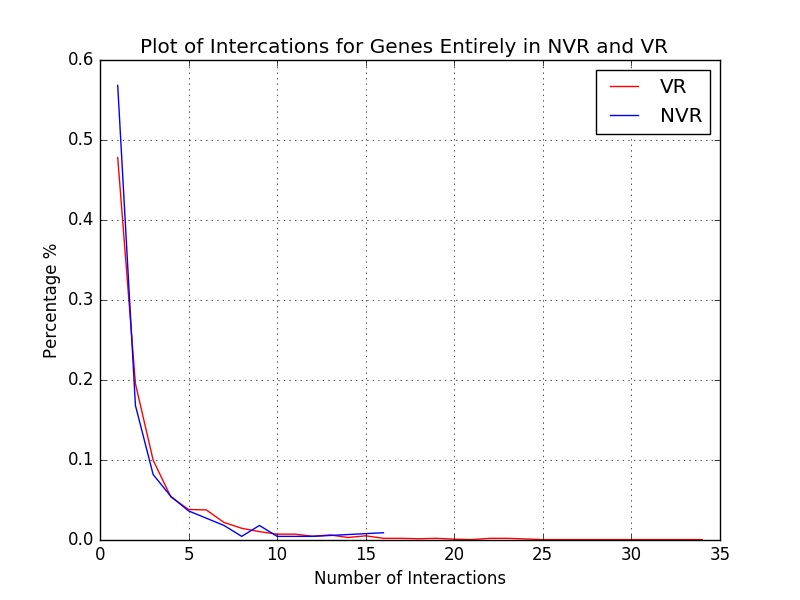 Plot of Intercations for Genes Entirely in NVR and VR
VR
NVR
Percentage %
0.6
0.5
0.4
0.3
0.2
0.1
0.0
0 5 10 15 20 25 30 35
Number of Interactions